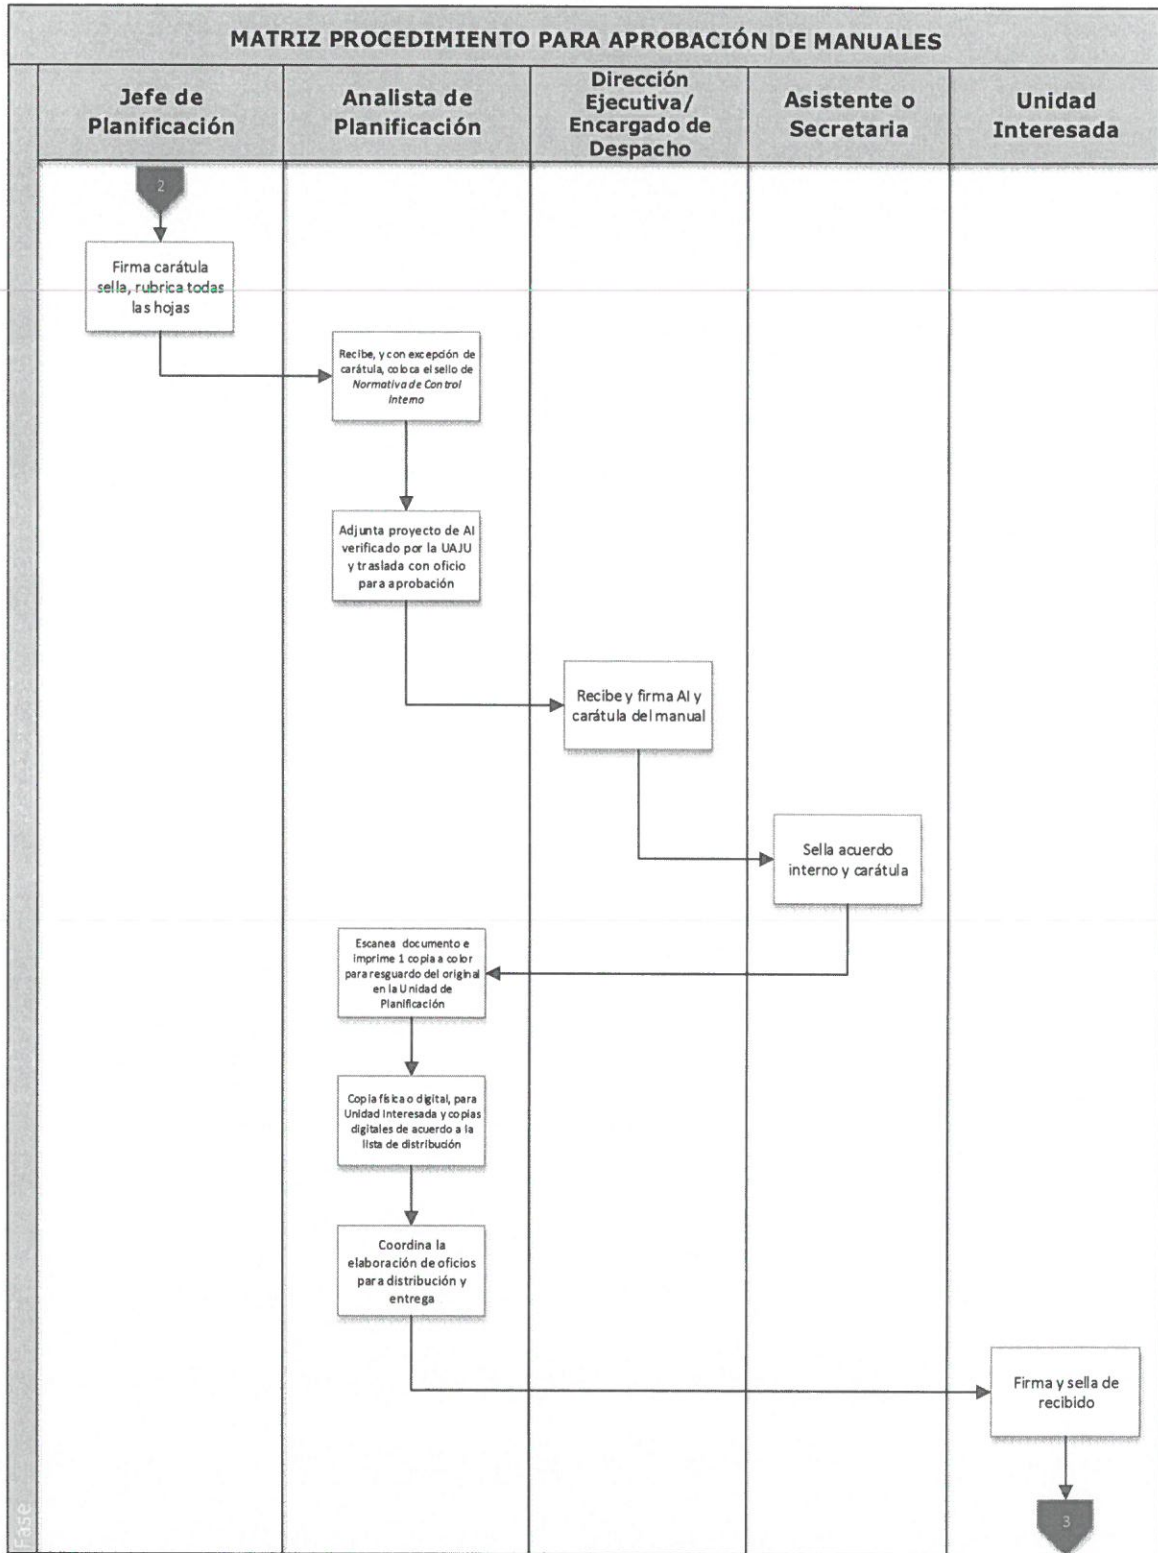 MATRIZ PROCEDIMIENTO PARA APROBACIÓN DE MANUALES
Jefe de
Planificación
Analista de
Planificación
Dirección
Ejecutiva/
Encargado de
Despacho
Asistente o
Secretaria
Unidad
Interesada
2
Firma carátula
sella, rubrica todas
las hojas
Recibe, y con excepción de
carátula, coloca el sello de
Normativa de Control
Interno
Adjunta proyecto de AI
verificado por la UAJU
y traslada con oficio
para aprobación
Recibe y firma AI y
carátula del manual
Sella acuerdo
interno y carátula
Escanea documento e
imprime 1 copia a color
para resguardo del original
en la Unidad de
Planificación
Copia física o digital, para
Unidad Interesada y copias
digitales de acuerdo a la
lista de distribución
Coordina la
elaboración de oficios
para distribución y
entrega
Firma y sella de
recibido
3
Fase